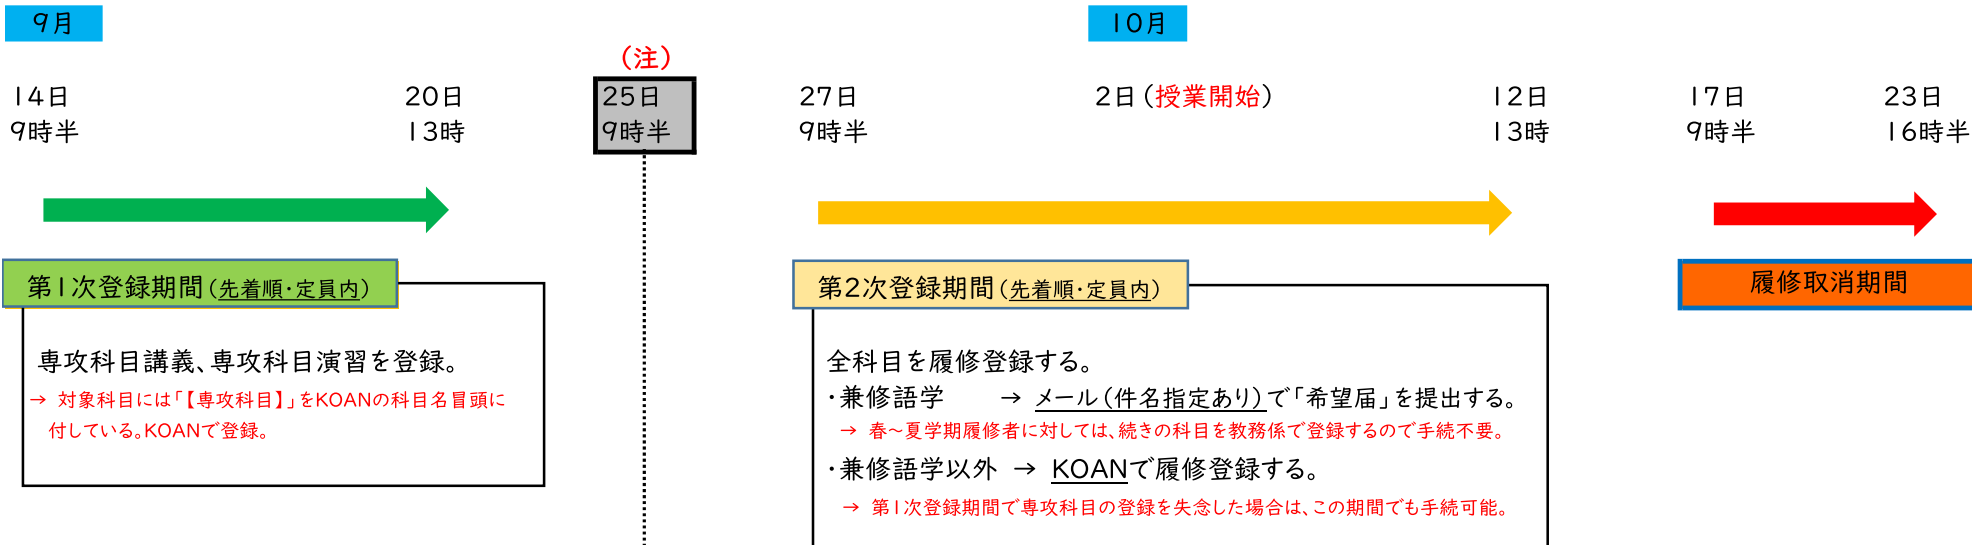 9月
10月
(注)
14日
9時半
20日
13時
25日
9時半
27日
9時半
2日(授業開始)
12日
13時
17日
9時半
23日
16時半
第1次登録期間(先着順・定員内)
専攻科目講義、専攻科目演習を登録。
→ 対象科目には「【専攻科目】」をKOANの科目名冒頭に
付している。KOANで登録。
第2次登録期間(先着順・定員内)
全科目を履修登録する。
・兼修語学 → メール(件名指定あり)で「希望届」を提出する。
→ 春~夏学期履修者に対しては、続きの科目を教務係で登録するので手続不要。
・兼修語学以外 → KOANで履修登録する。
→ 第1次登録期間で専攻科目の登録を失念した場合は、この期間でも手続可能。
履修取消期間